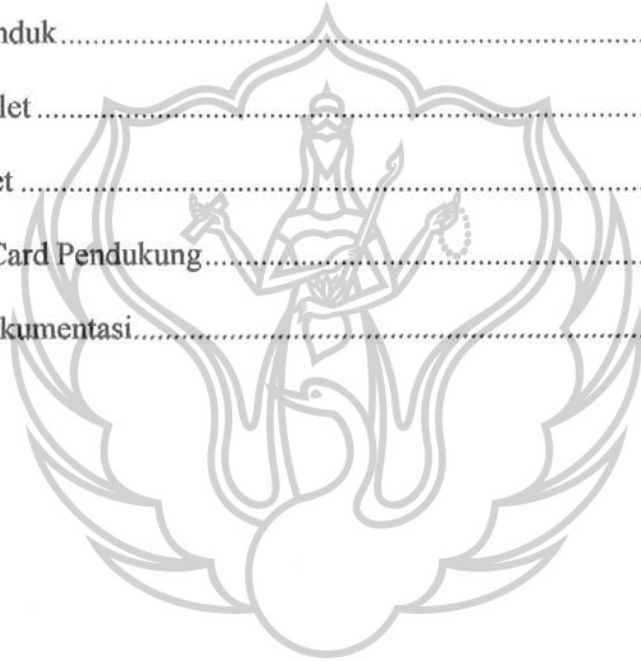 nduk..........................................................................................
let..............................................................................................
et................................................................................................
Card Pendukung..................................................................
kumentasi.............................................................................